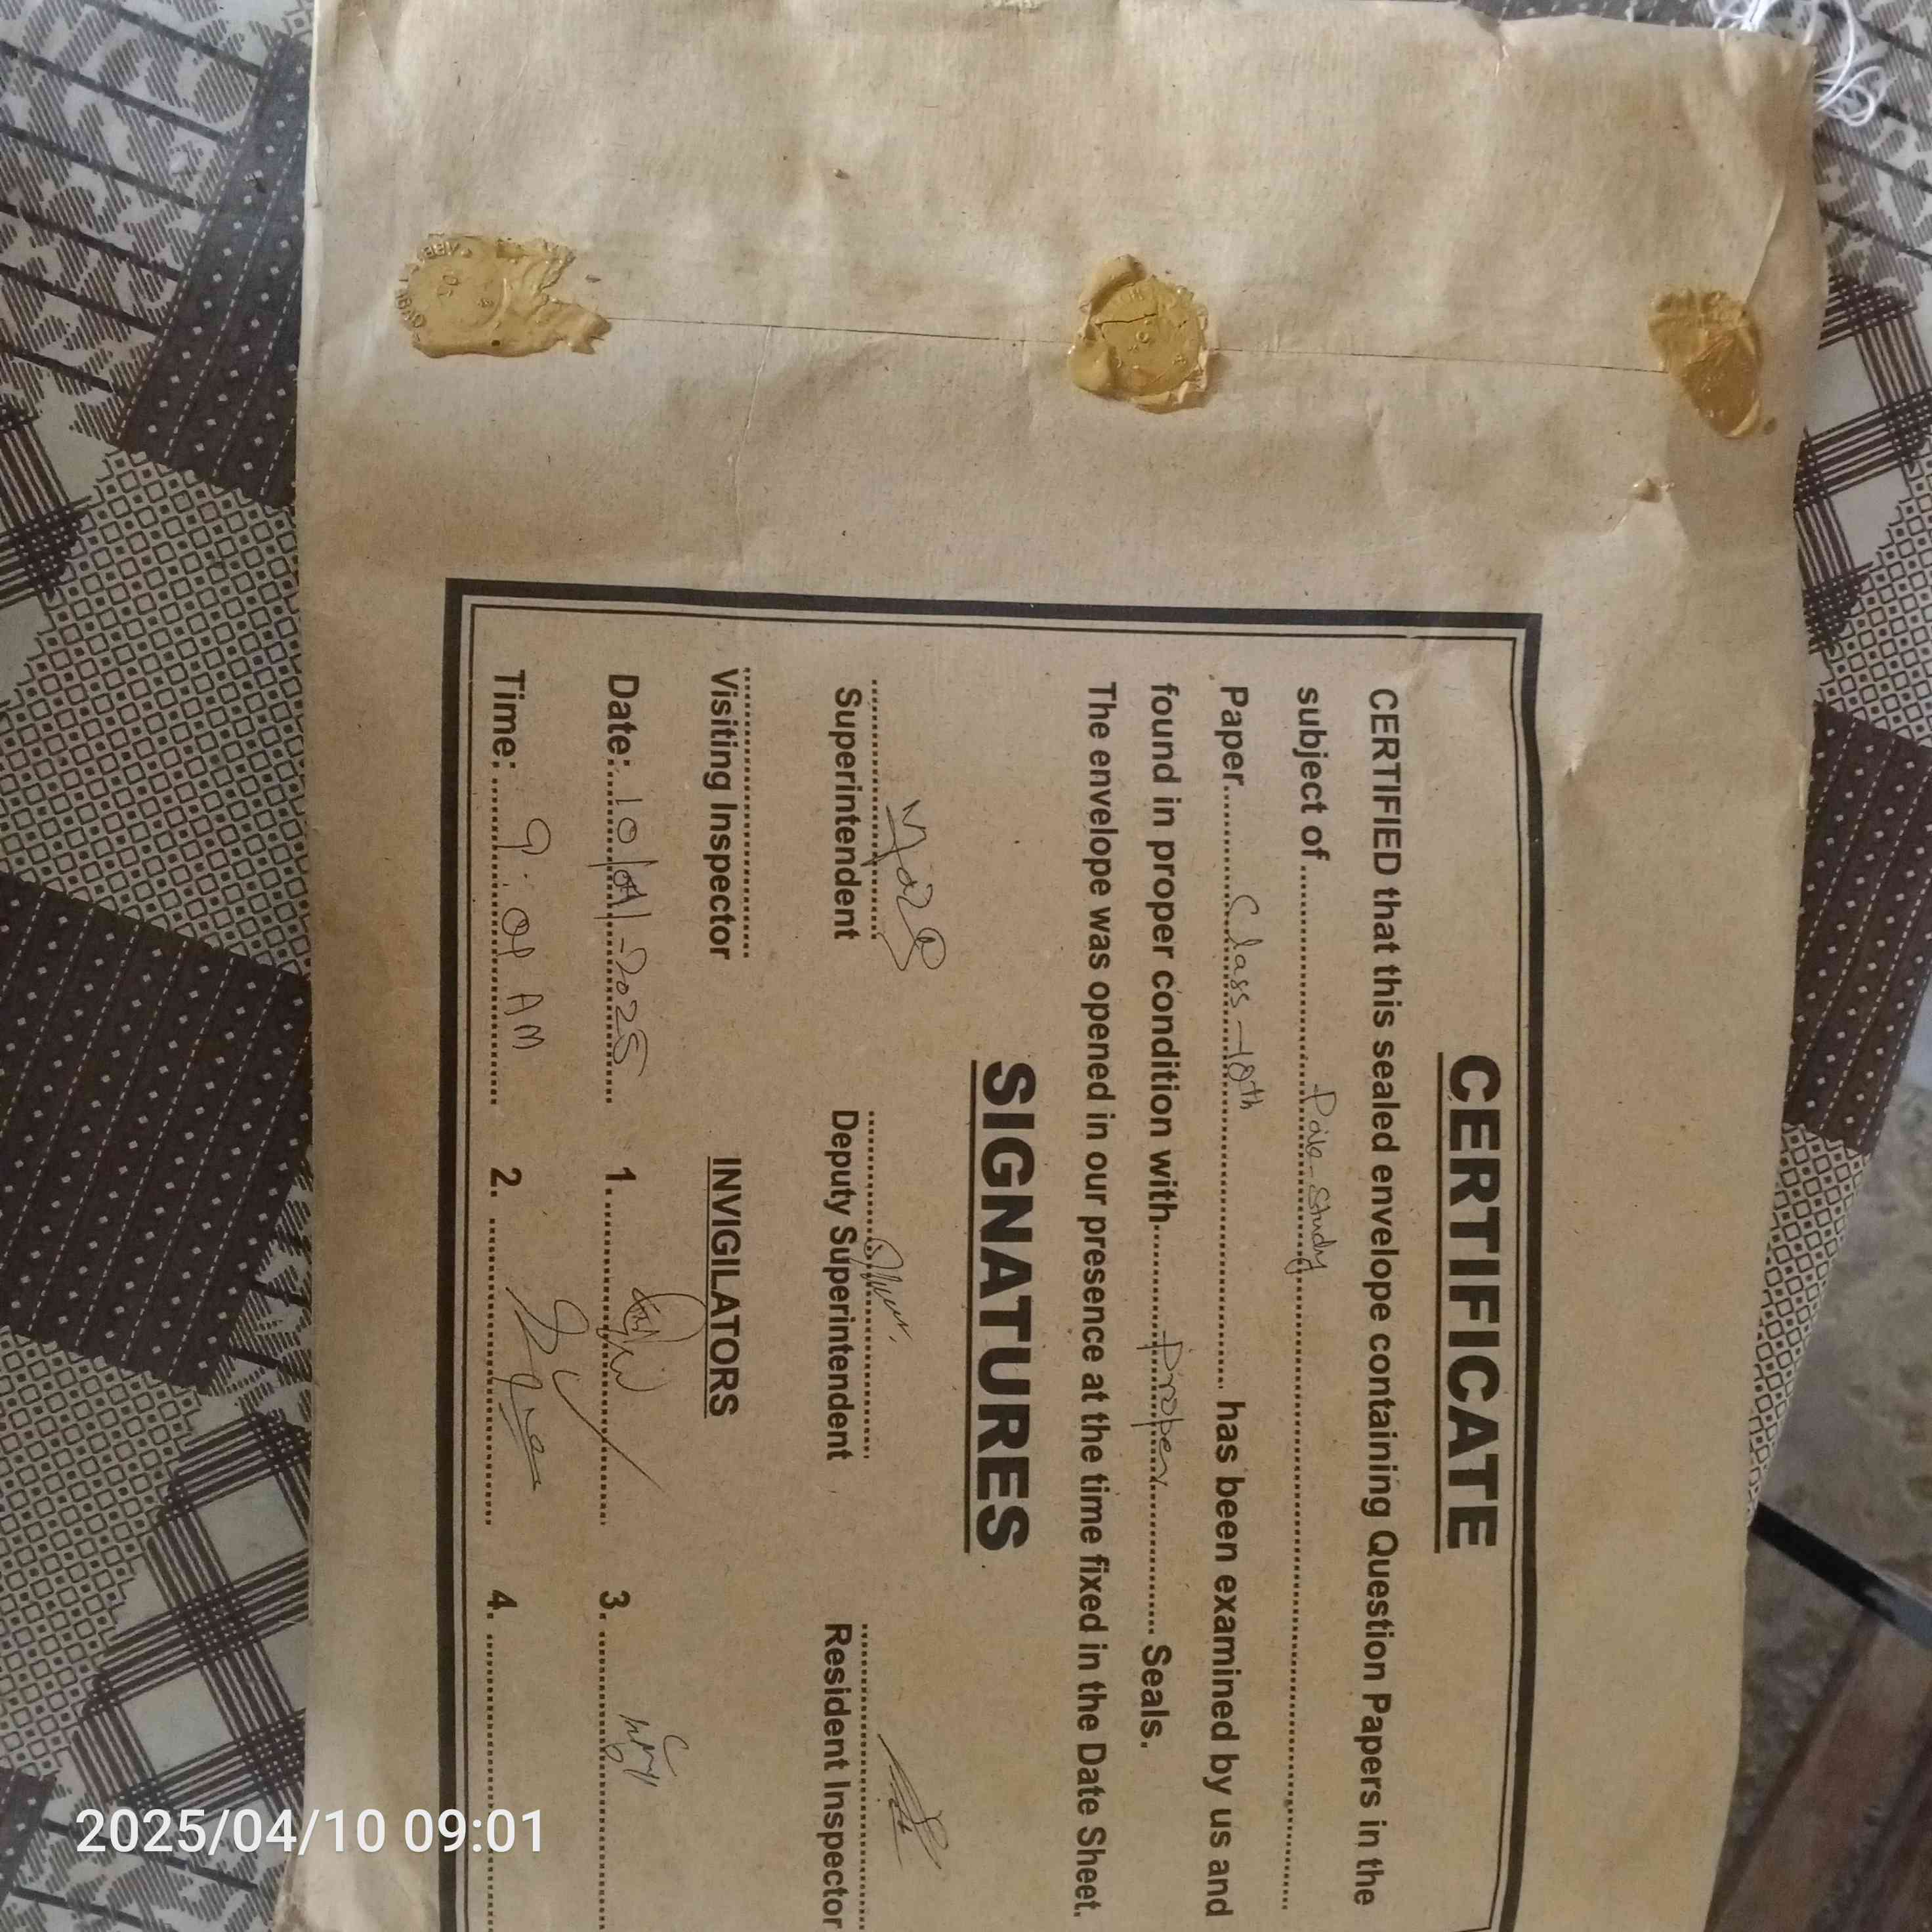 CERTIFICATE
CERTIFIED that this sealed envelope containing Question Papers in the
subject of Pak-Study
Paper Class-10th has been examined by us and
found in proper condition with Proper Seals.
The envelope was opened in our presence at the time fixed in the Date Sheet.
SIGNATURES
Superintendent Deputy Superintendent Resident Inspector
Visiting Inspector INVIGILATORS
Date: 10/04/-2025 1. 3.
Time: 9:01 AM 2. 4.
2025/04/10 09:01